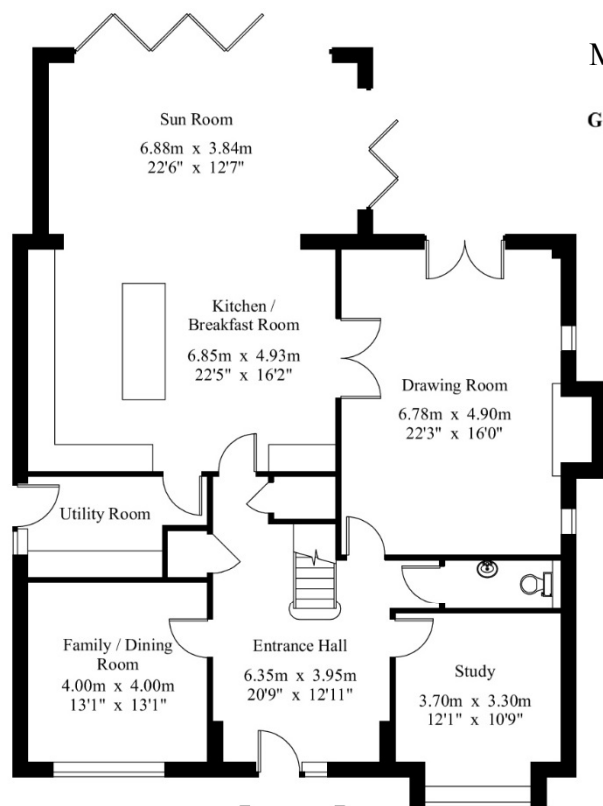 M
G
Sun Room
6.88m x 3.84m
22'6" x 12'7"
Kitchen /
Breakfast Room
6.85m x 4.93m
22'5" x 16'2"
Drawing Room
6.78m x 4.90m
22'3" x 16'0"
Utility Room
Family / Dining
Room
4.00m x 4.00m
13'1" x 13'1"
Entrance Hall
6.35m x 3.95m
20'9" x 12'11"
Study
3.70m x 3.30m
12'1" x 10'9"